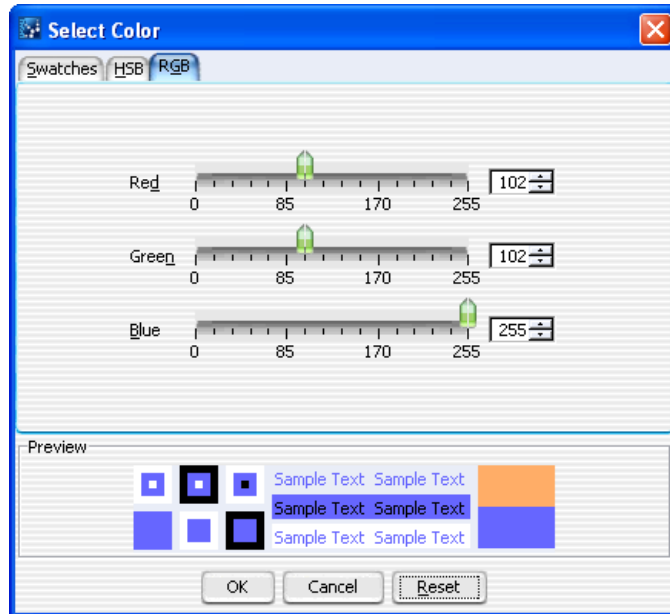 Select Color
Swatches HSB RGB
Red 102
0 85 170 255
Green 102
0 85 170 255
Blue 255
0 85 170 255
Preview
Sample Text Sample Text
Sample Text Sample Text
Sample Text Sample Text
OK Cancel Reset